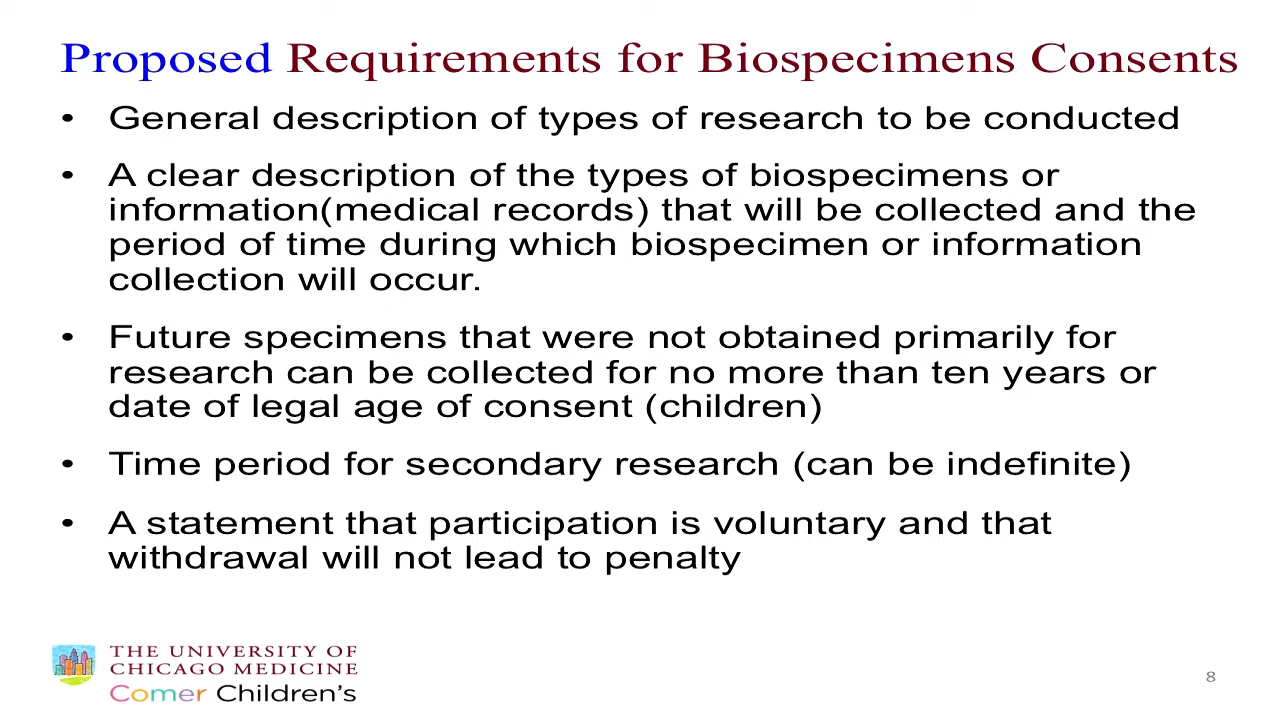 Proposed Requirements for Biospecimens Consents
• General description of types of research to be conducted
• A clear description of the types of biospecimens or
information(medical records) that will be collected and the
period of time during which biospecimen or information
collection will occur.
• Future specimens that were not obtained primarily for
research can be collected for no more than ten years or
date of legal age of consent (children)
• Time period for secondary research (can be indefinite)
• A statement that participation is voluntary and that
withdrawal will not lead to penalty
THE UNIVERSITY OF
CHICAGO MEDICINE
Comer Children's
8